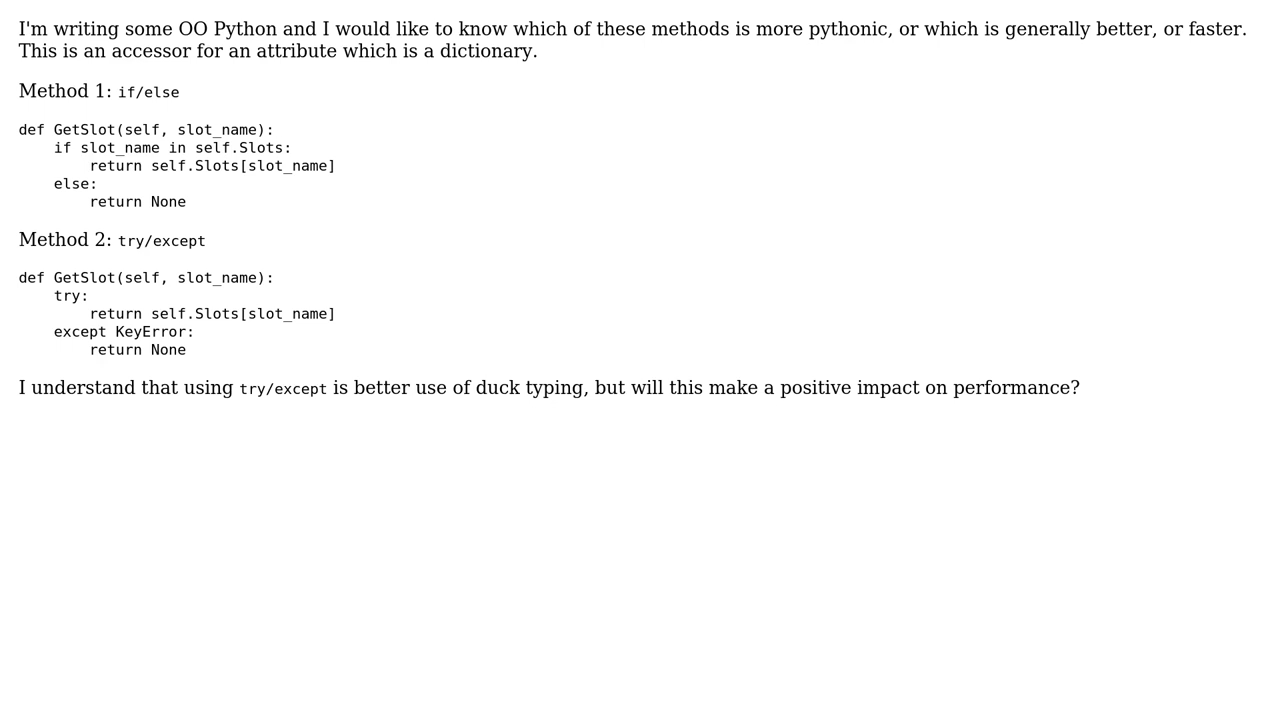 I'm writing some OO Python and I would like to know which of these methods is more pythonic, or which is generally better, or faster.
This is an accessor for an attribute which is a dictionary.
Method 1: if/else
def GetSlot(self, slot_name):
    if slot_name in self.Slots:
        return self.Slots[slot_name]
    else:
        return None
Method 2: try/except
def GetSlot(self, slot_name):
    try:
        return self.Slots[slot_name]
    except KeyError:
        return None
I understand that using try/except is better use of duck typing, but will this make a positive impact on performance?